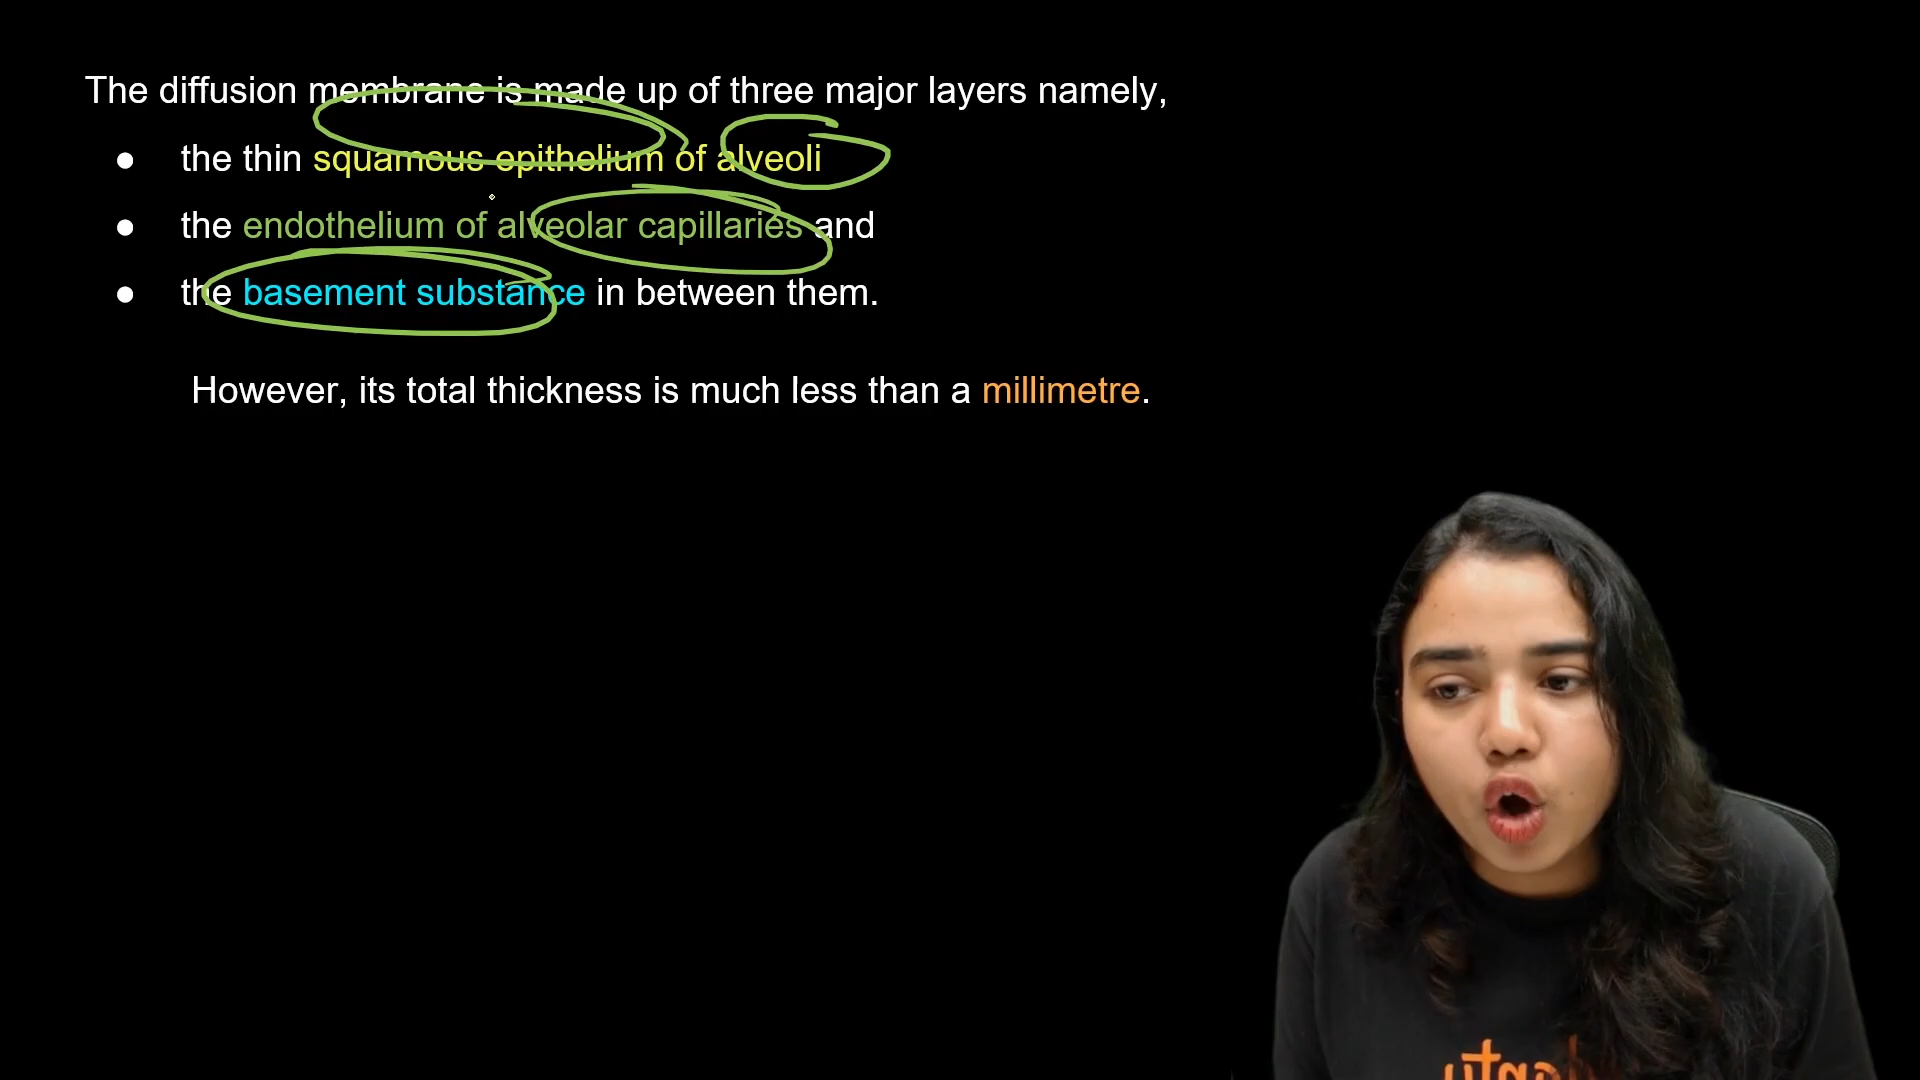 The diffusion membrane is made up of three major layers namely,
● the thin squamous epithelium of alveoli
● the endothelium of alveolar capillaries and
● the basement substance in between them.
However, its total thickness is much less than a millimetre.